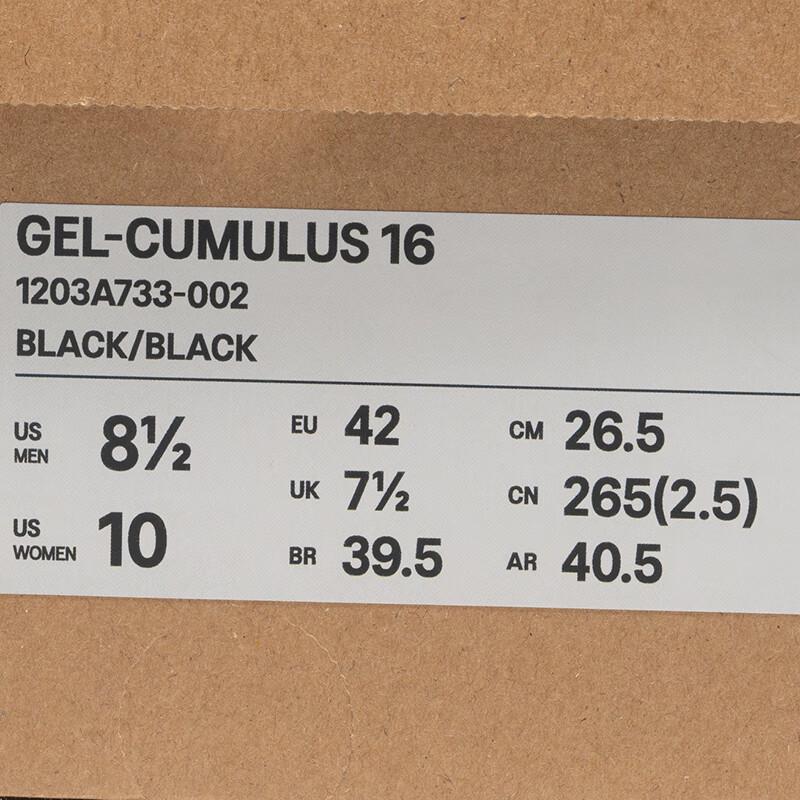 GEL-CUMULUS 16
1203A733-002
BLACK/BLACK
US MEN 8½
US WOMEN 10
EU 42
UK 7½
BR 39.5
CM 26.5
CN 265(2.5)
AR 40.5